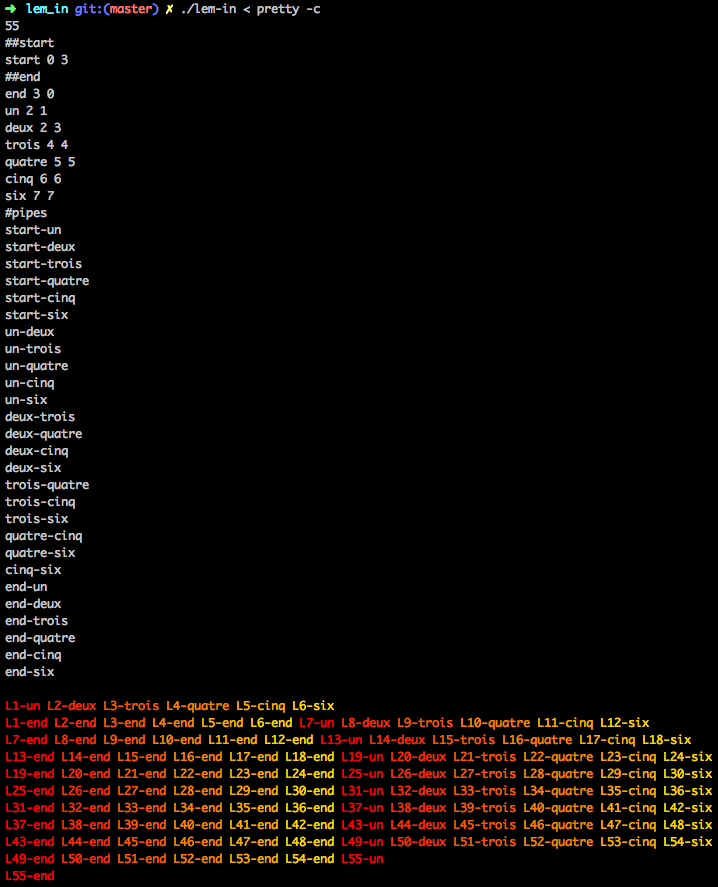 ➜ lem_in git:(master) ✗ ./lem-in < pretty -c
55
##start
start 0 3
##end
end 3 0
un 2 1
deux 2 3
trois 4 4
quatre 5 5
cinq 6 6
six 7 7
#pipes
start-un
start-deux
start-trois
start-quatre
start-cinq
start-six
un-deux
un-trois
un-quatre
un-cinq
un-six
deux-trois
deux-quatre
deux-cinq
deux-six
trois-quatre
trois-cinq
trois-six
quatre-cinq
quatre-six
cinq-six
end-un
end-deux
end-trois
end-quatre
end-cinq
end-six
L1-un L2-deux L3-trois L4-quatre L5-cinq L6-six
L1-end L2-end L3-end L4-end L5-end L6-end L7-un L8-deux L9-trois L10-quatre L11-cinq L12-six
L7-end L8-end L9-end L10-end L11-end L12-end L13-un L14-deux L15-trois L16-quatre L17-cinq L18-six
L13-end L14-end L15-end L16-end L17-end L18-end L19-un L20-deux L21-trois L22-quatre L23-cinq L24-six
L19-end L20-end L21-end L22-end L23-end L24-end L25-un L26-deux L27-trois L28-quatre L29-cinq L30-six
L25-end L26-end L27-end L28-end L29-end L30-end L31-un L32-deux L33-trois L34-quatre L35-cinq L36-six
L31-end L32-end L33-end L34-end L35-end L36-end L37-un L38-deux L39-trois L40-quatre L41-cinq L42-six
L37-end L38-end L39-end L40-end L41-end L42-end L43-un L44-deux L45-trois L46-quatre L47-cinq L48-six
L43-end L44-end L45-end L46-end L47-end L48-end L49-un L50-deux L51-trois L52-quatre L53-cinq L54-six
L49-end L50-end L51-end L52-end L53-end L54-end L55-un
L55-end